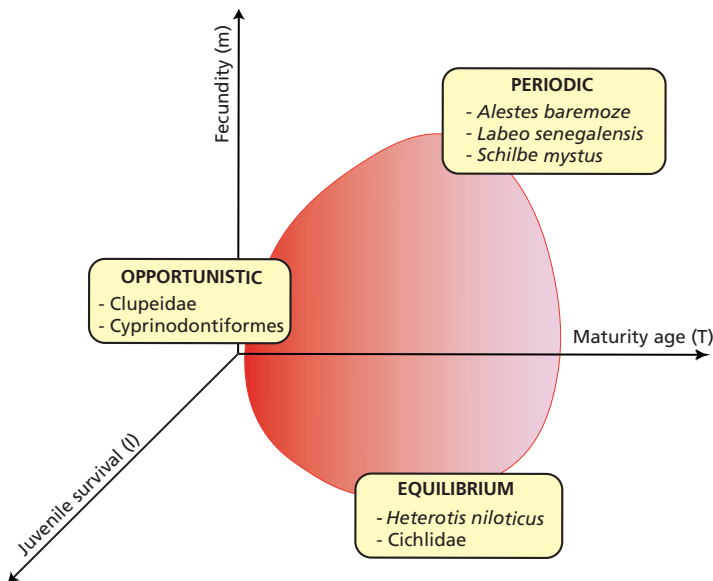 Fecundity (m)
PERIODIC
- Alestes baremoze
- Labeo senegalensis
- Schilbe mystus
OPPORTUNISTIC
- Clupeidae
- Cyprinodontiformes
Maturity age (T)
Juvenile survival (l)
EQUILIBRIUM
- Heterotis niloticus
- Cichlidae